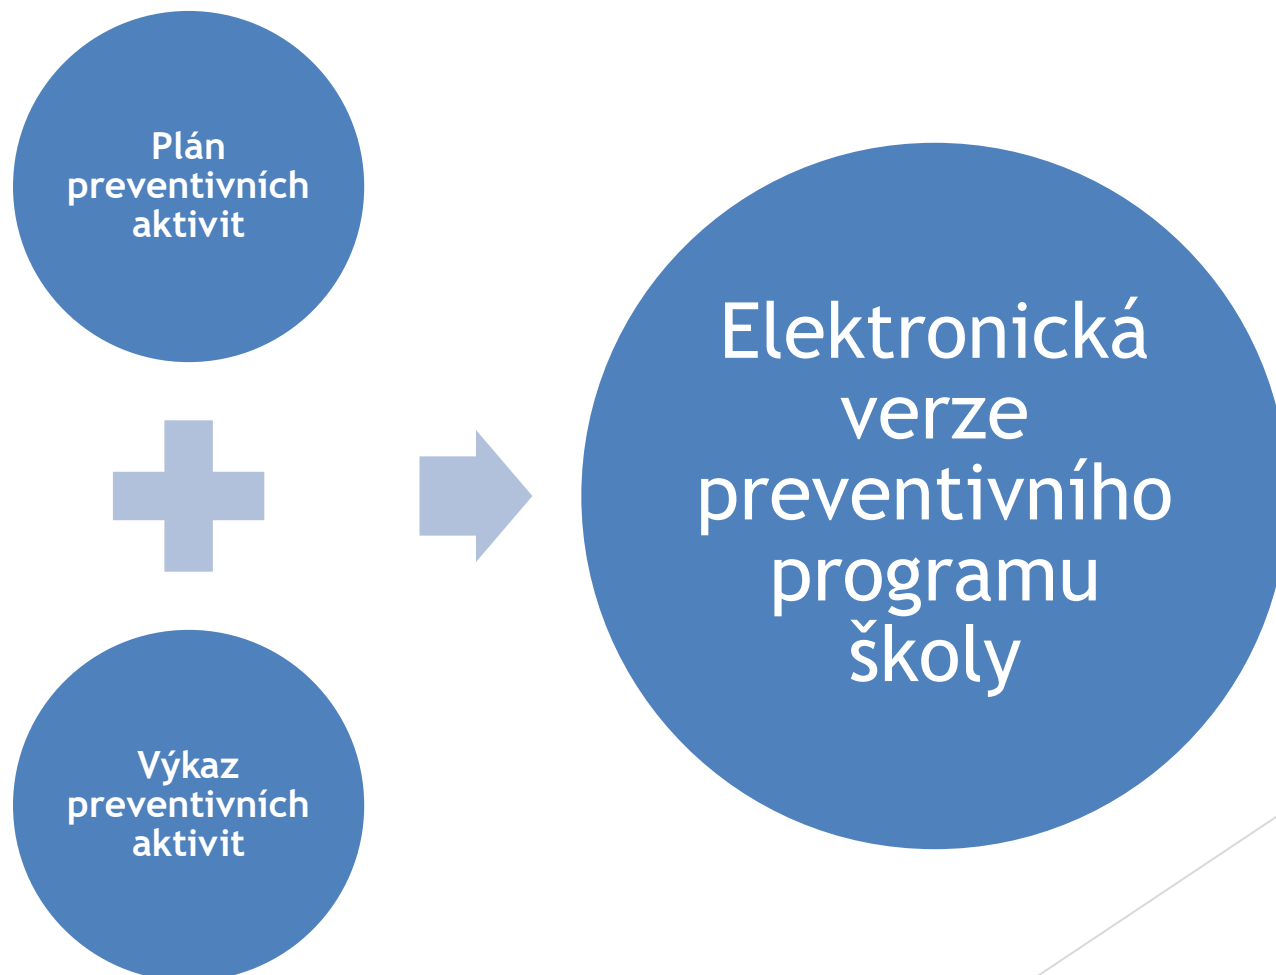 Plán
preventivních
aktivit
Výkaz
preventivních
aktivit
Elektronická
verze
preventivního
programu
školy